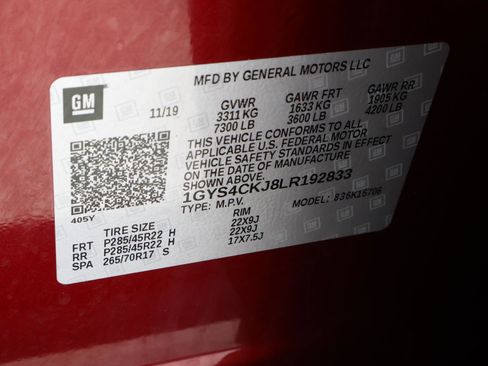 MFD BY GENERAL MOTORS LLC
GM
11/19 GVWR GAWR FRT GAWR RR
3311 KG 1633 KG 1905 KG
7300 LB 3600 LB 4200 LB
THIS VEHICLE CONFORMS TO ALL
APPLICABLE U.S. FEDERAL MOTOR
VEHICLE SAFETY STANDARDS IN EFFECT
ON THE DATE OF MANUFACTURE
SHOWN ABOVE.
1GYS4CKJ8LR192833
405Y TYPE: M.P.V. MODEL: 836K15706
TIRE SIZE RIM
FRT P285/45R22 H 22X9J
RR P285/45R22 H 22X9J
SPA 265/70R17 S 17X7.5J